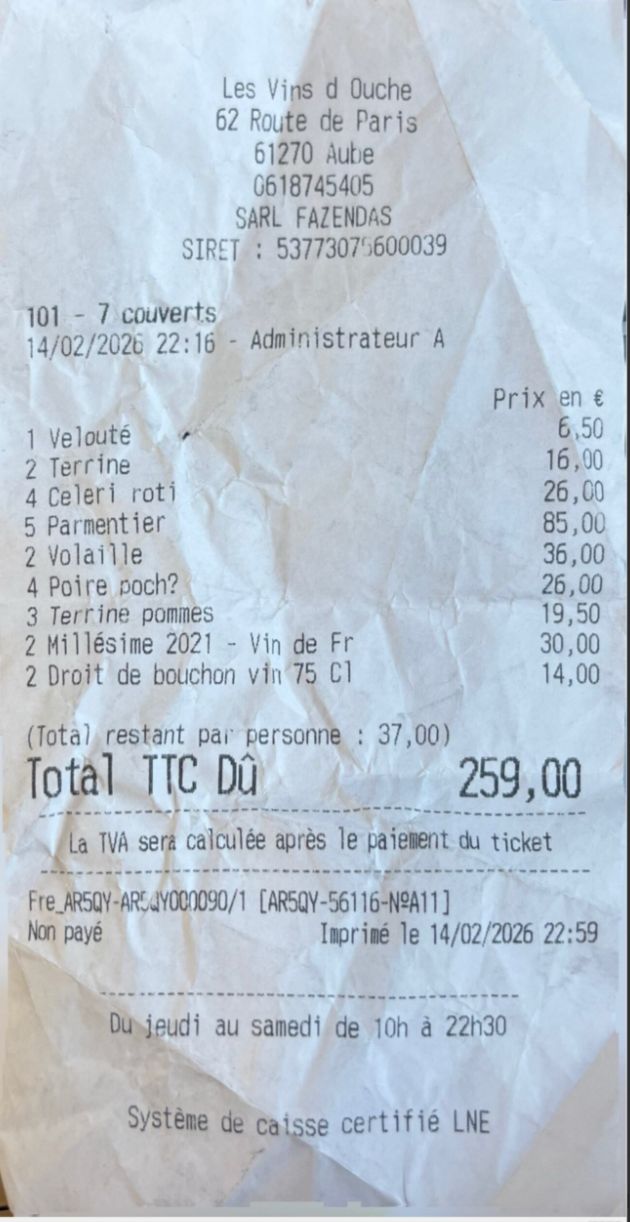 Les Vins d Ouche
62 Route de Paris
61270 Aube
0618745405
SARL FAZENDAS
SIRET :
101 - 7 couverts
14/02/2026 22:16 - Administrateur A
Prix en €
1 Velouté 6,50
2 Terrine 16,00
4 Celeri roti 26,00
5 Parmentier 85,00
2 Volaille 36,00
4 Poire poch? 26,00
3 Terrine pommes 19,50
2 Millésime 2021 - Vin de Fr 30,00
2 Droit de bouchon vin 75 Cl 14,00
(Total restant par personne : 37,00)
Total TTC Dû 259,00
La TVA sera calculée après le paiement du ticket
[AR5QY-56116-NºA11]
Non payé Imprimé le 14/02/2026 22:59
Du jeudi au samedi de 10h à 22h30
Système de caisse certifié LNE